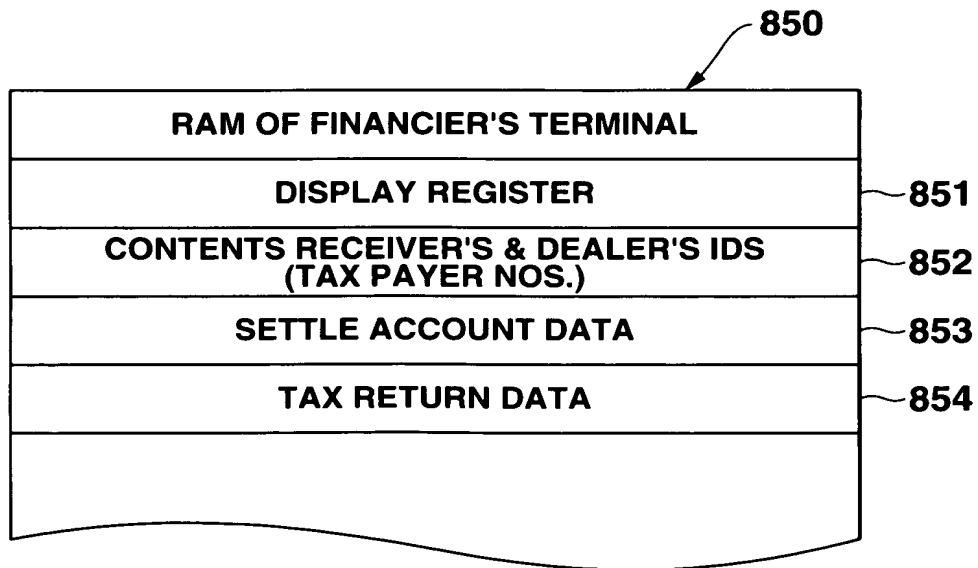 850
RAM OF FINANCIER'S TERMINAL
DISPLAY REGISTER
851
CONTENTS RECEIVER'S & DEALER'S IDS
(TAX PAYER NOS.)
852
SETTLE ACCOUNT DATA
853
TAX RETURN DATA
854